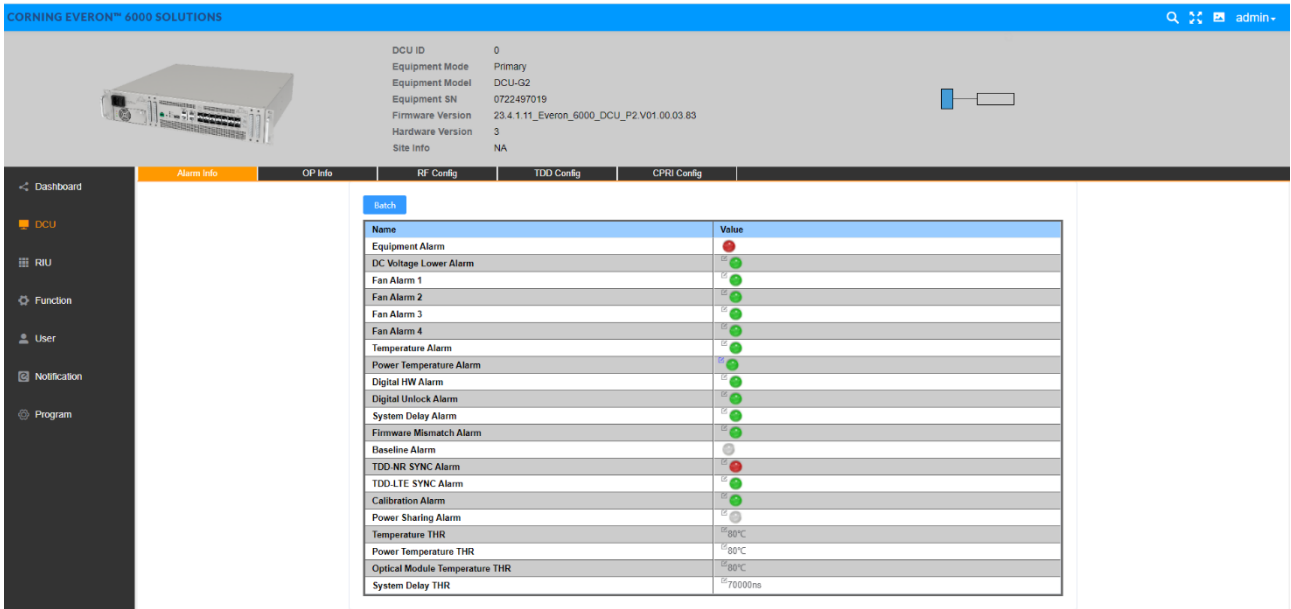 CORNING EVERON™ 6000 SOLUTIONS
admin
DCU ID 0
Equipment Mode Primary
Equipment Model DCU-G2
Equipment SN 0722497019
Firmware Version 23.4.1.11_Everon_6000_DCU_P2.V01.00.03.83
Hardware Version 3
Site Info NA
Alarm Info OP Info RF Config TDD Config CPRI Config
Dashboard
DCU
RIU
Function
User
Notification
Program
Batch
Name Value
Equipment Alarm
DC Voltage Lower Alarm
Fan Alarm 1
Fan Alarm 2
Fan Alarm 3
Fan Alarm 4
Temperature Alarm
Power Temperature Alarm
Digital HW Alarm
Digital Unlock Alarm
System Delay Alarm
Firmware Mismatch Alarm
Baseline Alarm
TDD-NR SYNC Alarm
TDD-LTE SYNC Alarm
Calibration Alarm
Power Sharing Alarm
Temperature THR 80℃
Power Temperature THR 80℃
Optical Module Temperature THR 80℃
System Delay THR 70000ns